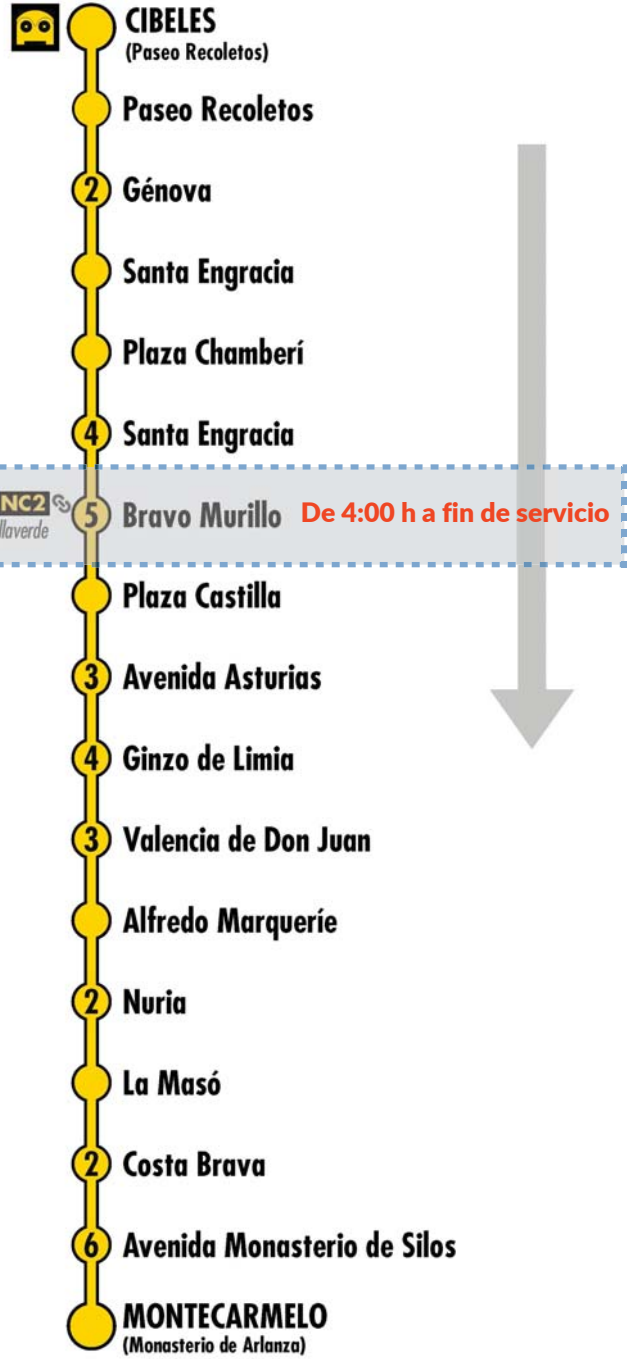 CIBELES
(Paseo Recoletos)
Paseo Recoletos
2 Génova
Santa Engracia
Plaza Chamberí
4 Santa Engracia
NC2 5 Bravo Murillo De 4:00 h a fin de servicio
Plaza Castilla
3 Avenida Asturias
4 Ginzo de Limia
3 Valencia de Don Juan
Alfredo Marqueríe
2 Nuria
La Masó
2 Costa Brava
6 Avenida Monasterio de Silos
MONTECARMELO
(Monasterio de Arlanza)